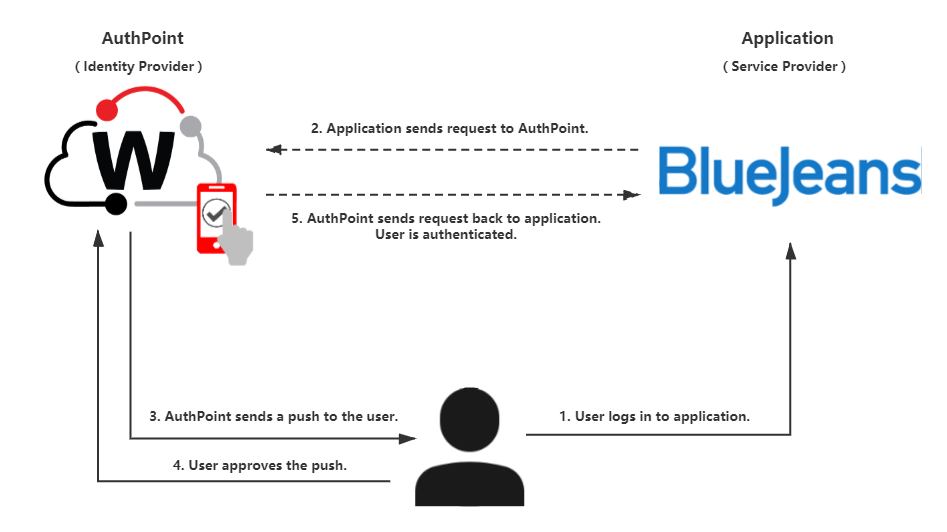 AuthPoint
( Identity Provider )
Application
( Service Provider )
W
BlueJeans
2. Application sends request to AuthPoint.
5. AuthPoint sends request back to application.
User is authenticated.
3. AuthPoint sends a push to the user.
1. User logs in to application.
4. User approves the push.